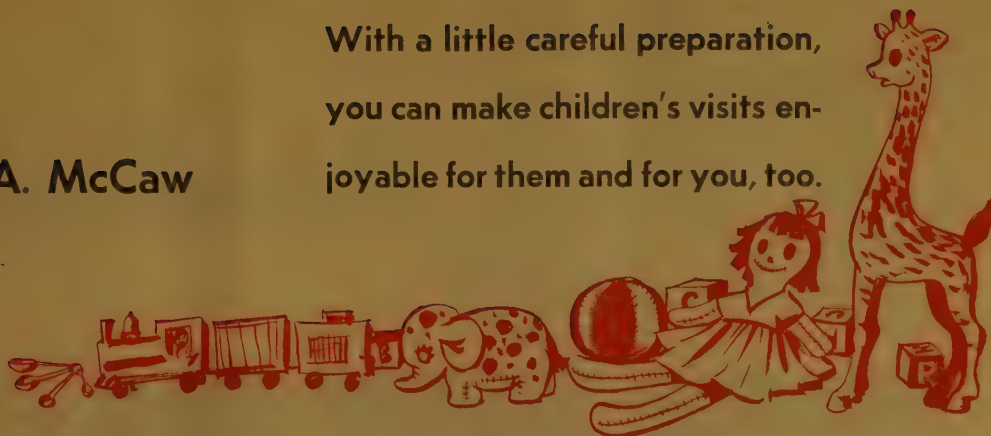 With a little careful preparation,
you can make children's visits en-
A. McCaw
joyable for them and for you, too.
C
B
R